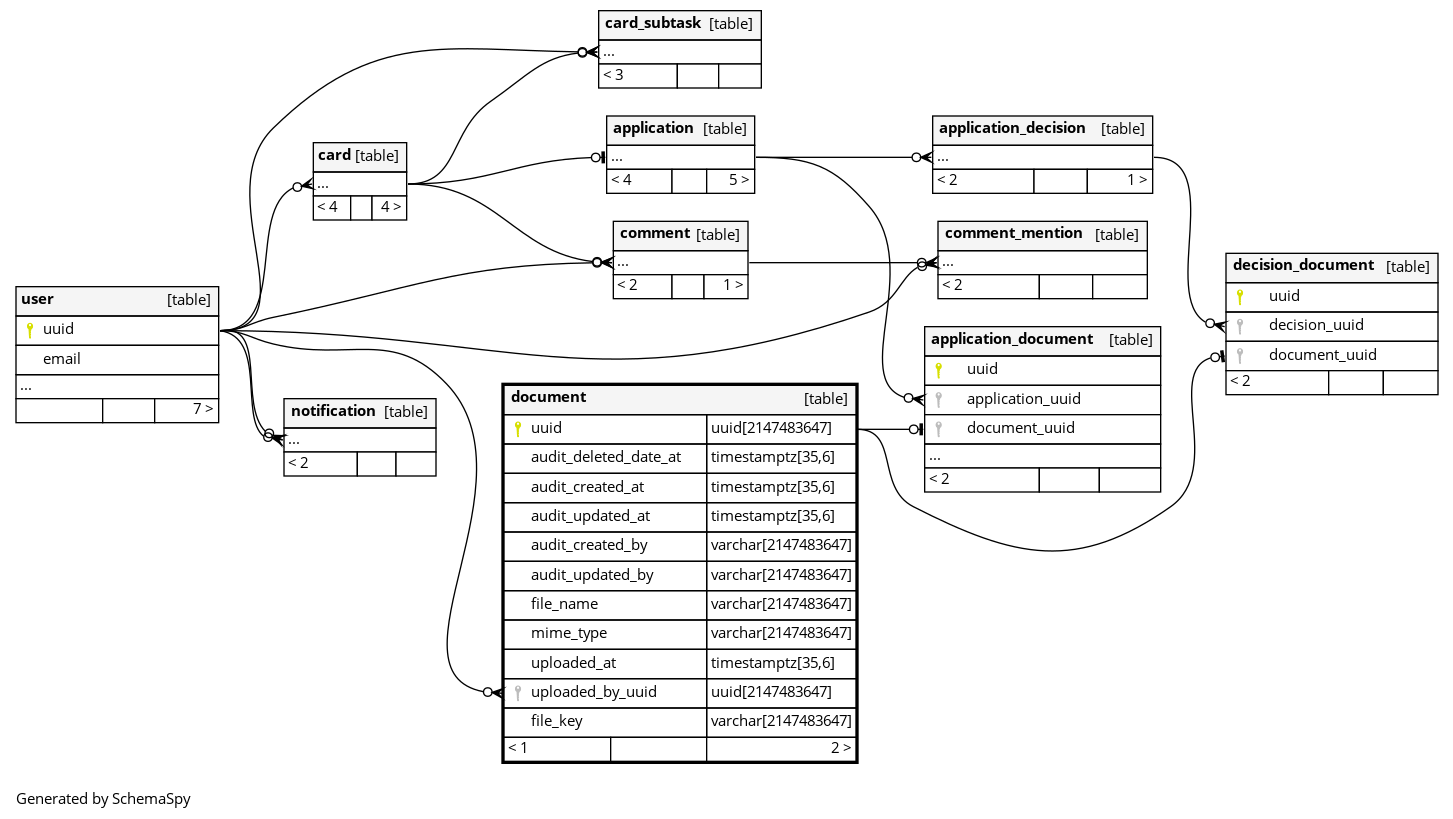 card_subtask [table]
...
< 3
application [table]
...
< 4 5 >
application_decision [table]
...
< 2 1 >
card [table]
...
< 4 4 >
comment [table]
...
< 2 1 >
comment_mention [table]
...
< 2
decision_document [table]
uuid
decision_uuid
document_uuid
< 2
user [table]
uuid
email
...
7 >
application_document [table]
uuid
application_uuid
document_uuid
...
< 2
notification [table]
...
< 2
document [table]
uuid uuid[2147483647]
audit_deleted_date_at timestamptz[35,6]
audit_created_at timestamptz[35,6]
audit_updated_at timestamptz[35,6]
audit_created_by varchar[2147483647]
audit_updated_by varchar[2147483647]
file_name varchar[2147483647]
mime_type varchar[2147483647]
uploaded_at timestamptz[35,6]
uploaded_by_uuid uuid[2147483647]
file_key varchar[2147483647]
< 1 2 >
Generated by SchemaSpy